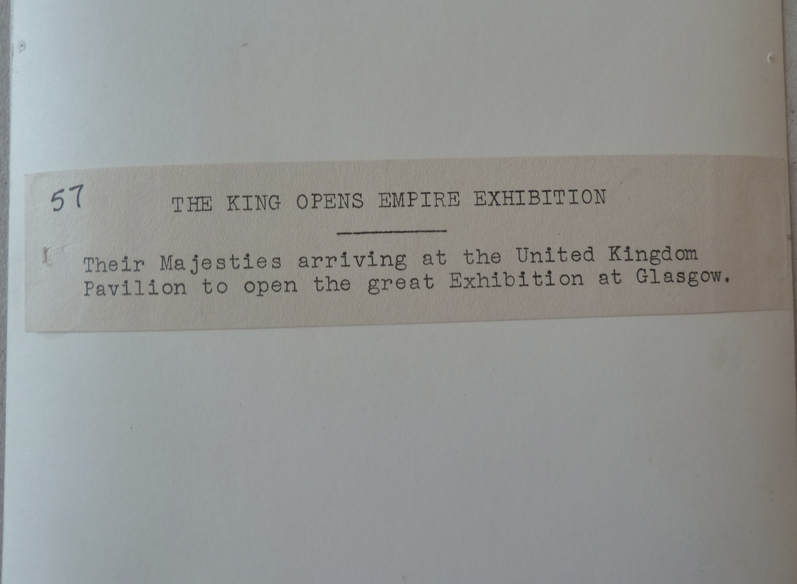 57 THE KING OPENS EMPIRE EXHIBITION
Their Majesties arriving at the United Kingdom
Pavilion to open the great Exhibition at Glasgow.